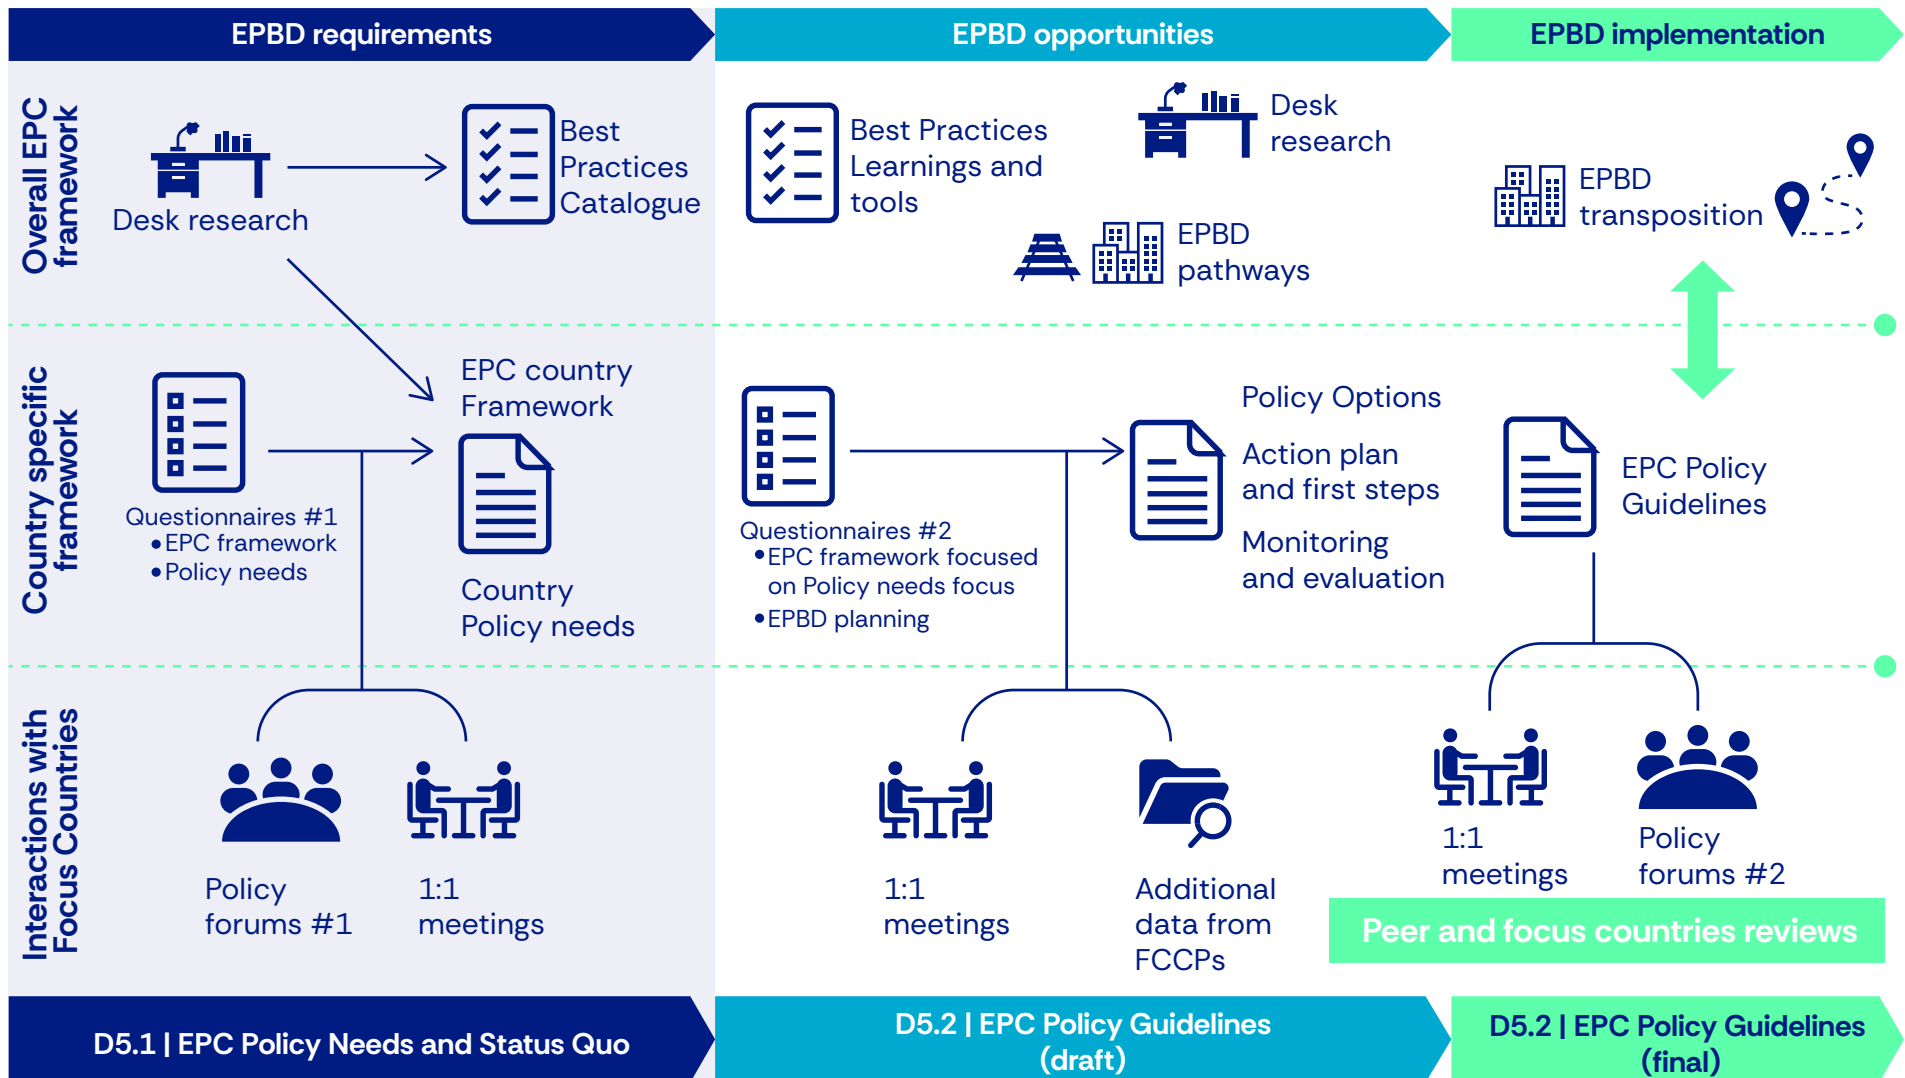 EPBD requirements
EPBD opportunities
EPBD implementation
Overall EPC
framework
Desk research
Best
Practices
Catalogue
Best Practices
Learnings and
tools
Desk
research
EPBD
pathways
EPBD
transposition
Country specific
framework
Questionnaires #1
•EPC framework
•Policy needs
EPC country
Framework
Country
Policy needs
Questionnaires #2
•EPC framework focused
on Policy needs focus
•EPBD planning
Policy Options
Action plan
and first steps
Monitoring
and evaluation
EPC Policy
Guidelines
Interactions with
Focus Countries
Policy
forums #1
1:1
meetings
1:1
meetings
Additional
data from
FCCPs
1:1
meetings
Policy
forums #2
Peer and focus countries reviews
D5.1 | EPC Policy Needs and Status Quo
D5.2 | EPC Policy Guidelines
(draft)
D5.2 | EPC Policy Guidelines
(final)